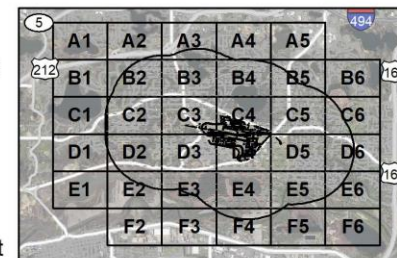 5
494
A1 A2 A3 A4 A5
212 B1 B2 B3 B4 B5 B6 16
C1 C2 C3 C4 C5 C6
D1 D2 D3 D5 D6
16
E1 E2 E3 E4 E5 E6
F2 F3 F4 F5 F6
t